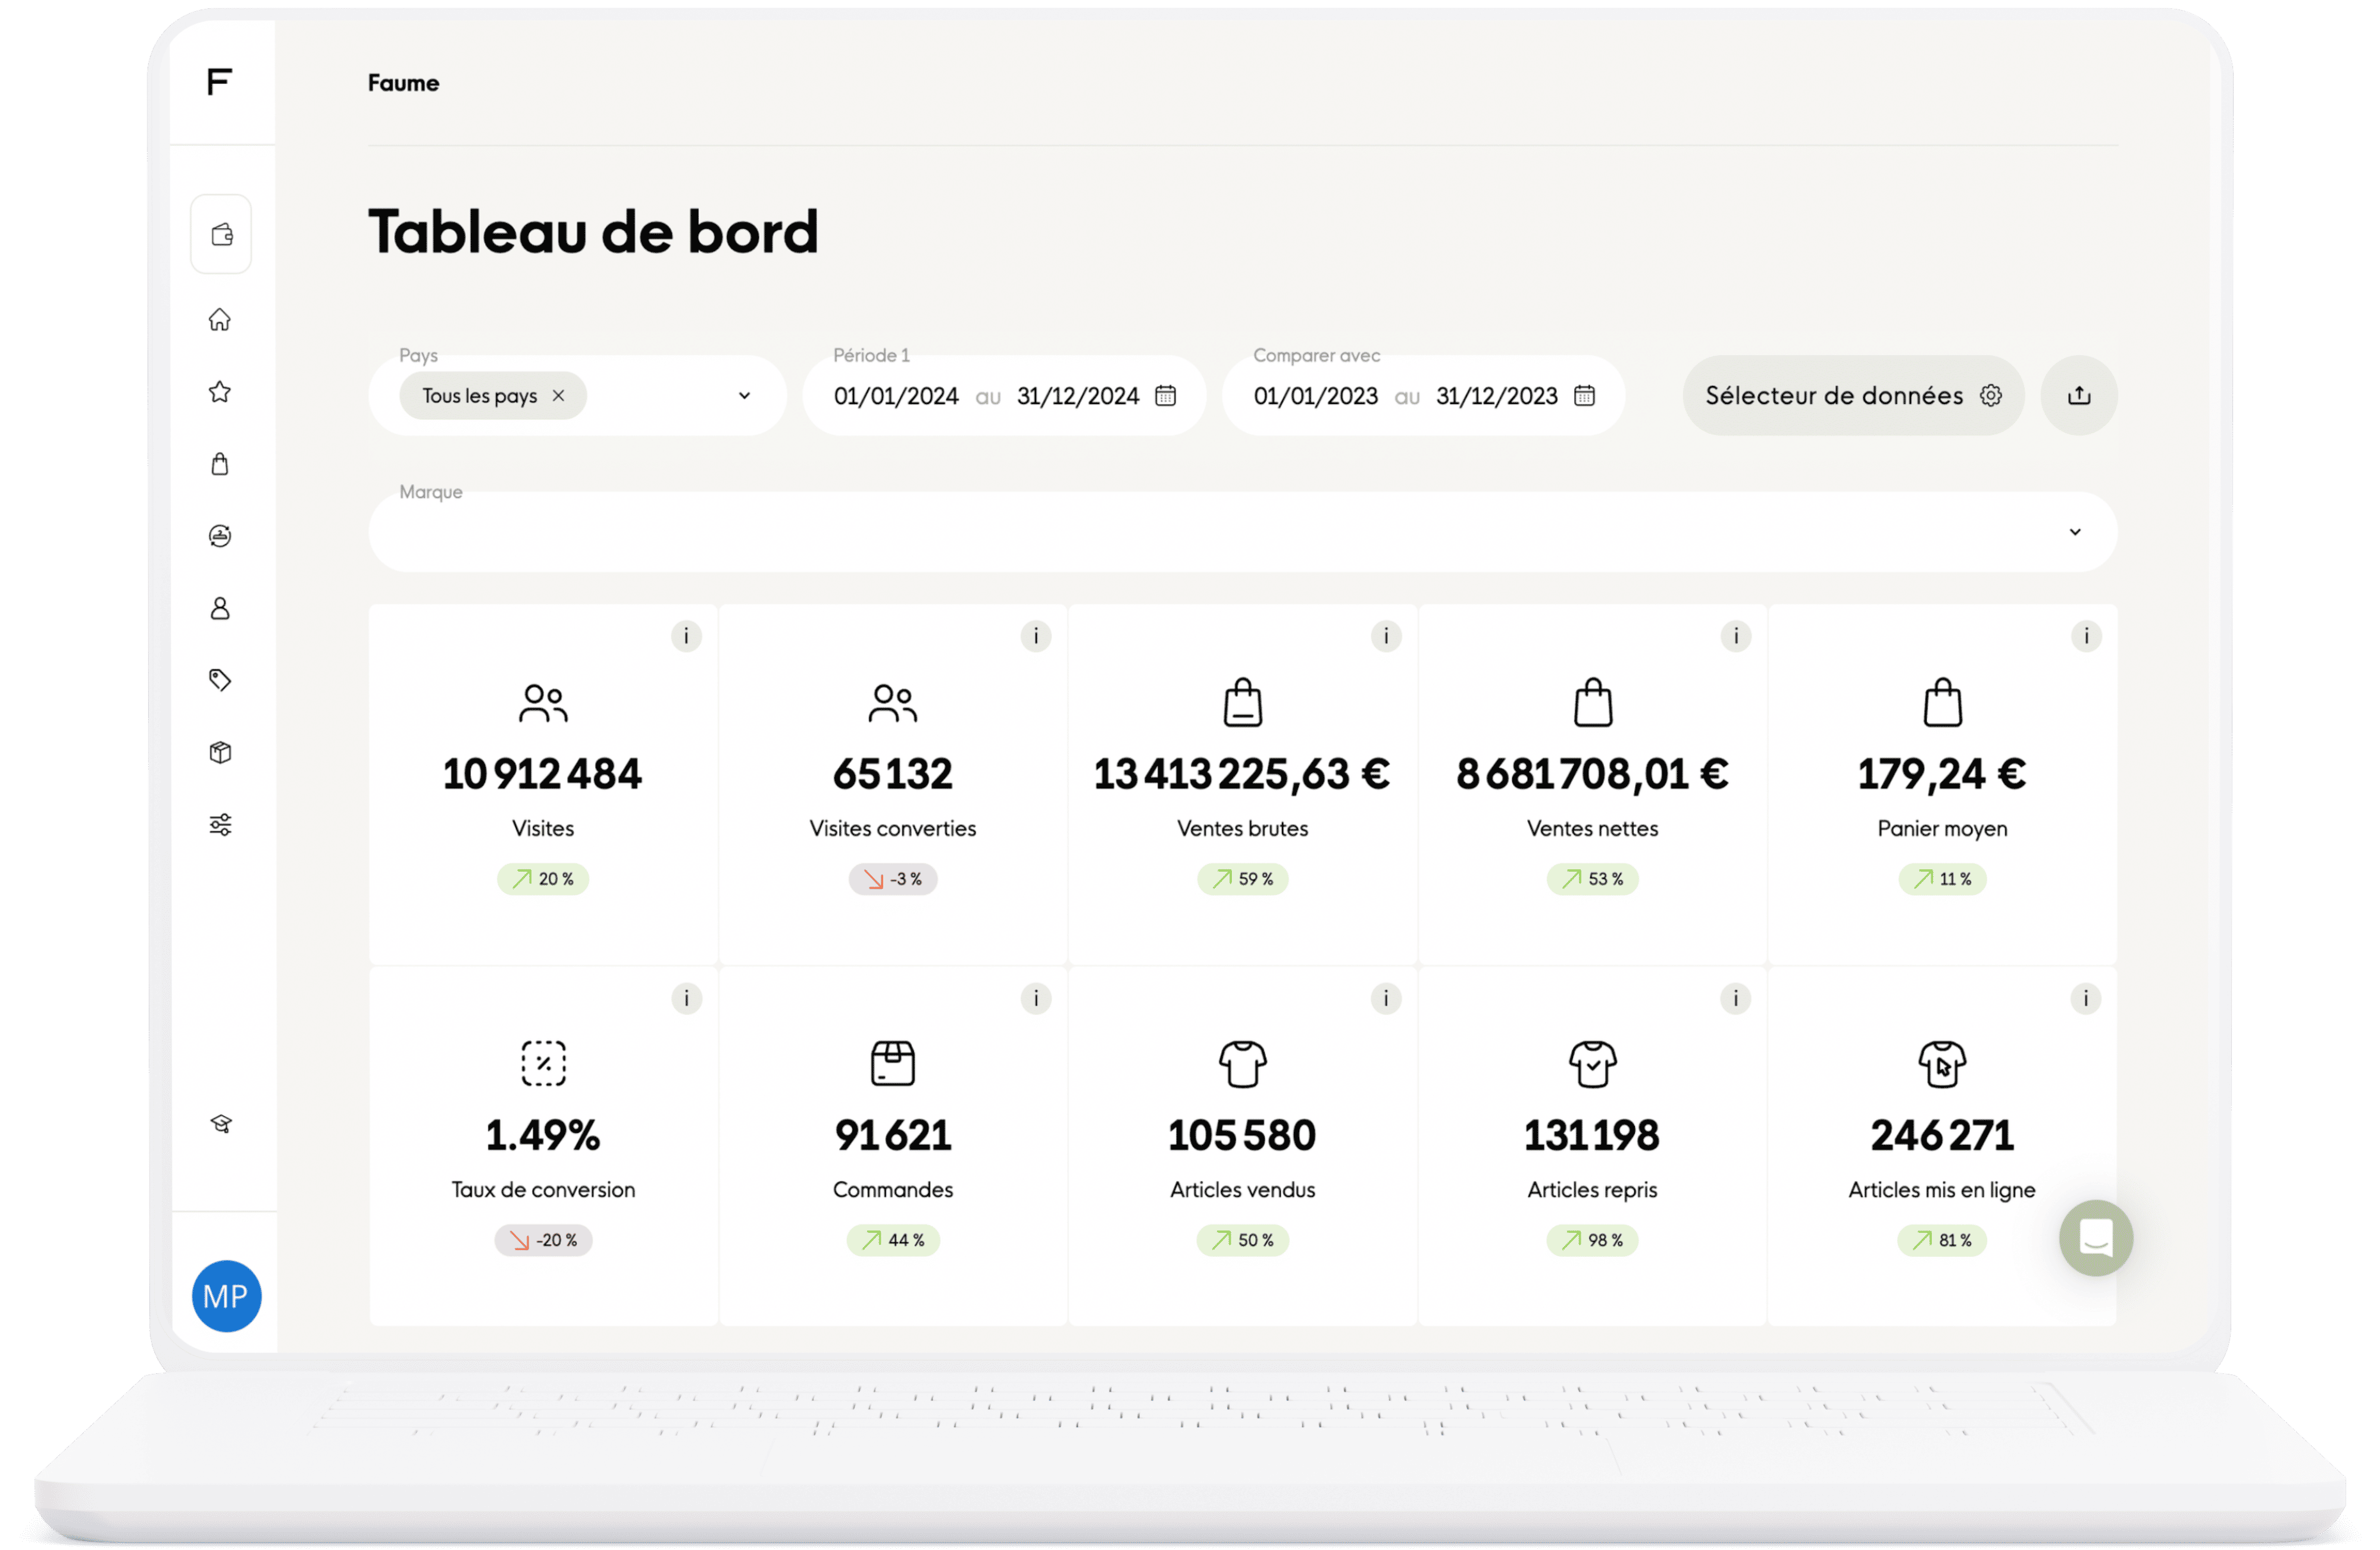 F
Faume
Tableau de bord
Pays
Période 1
Comparer avec
Tous les pays ×
01/01/2024 au 31/12/2024
01/01/2023 au 31/12/2023
Sélecteur de données
Marque
i
i
i
i
i
10 912 484
65 132
13 413 225,63 €
8 681 708,01 €
179,24 €
Visites
Visites converties
Ventes brutes
Ventes nettes
Panier moyen
20 %
-3 %
59 %
53 %
11 %
i
i
i
i
i
1.49%
91 621
105 580
131 198
246 271
Taux de conversion
Commandes
Articles vendus
Articles repris
Articles mis en ligne
-20 %
44 %
50 %
98 %
81 %
MP